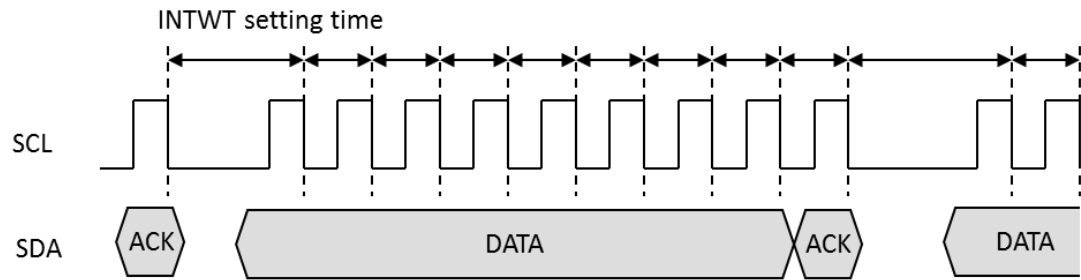 INTWT setting time
SCL
SDA
ACK
DATA
ACK
DATA